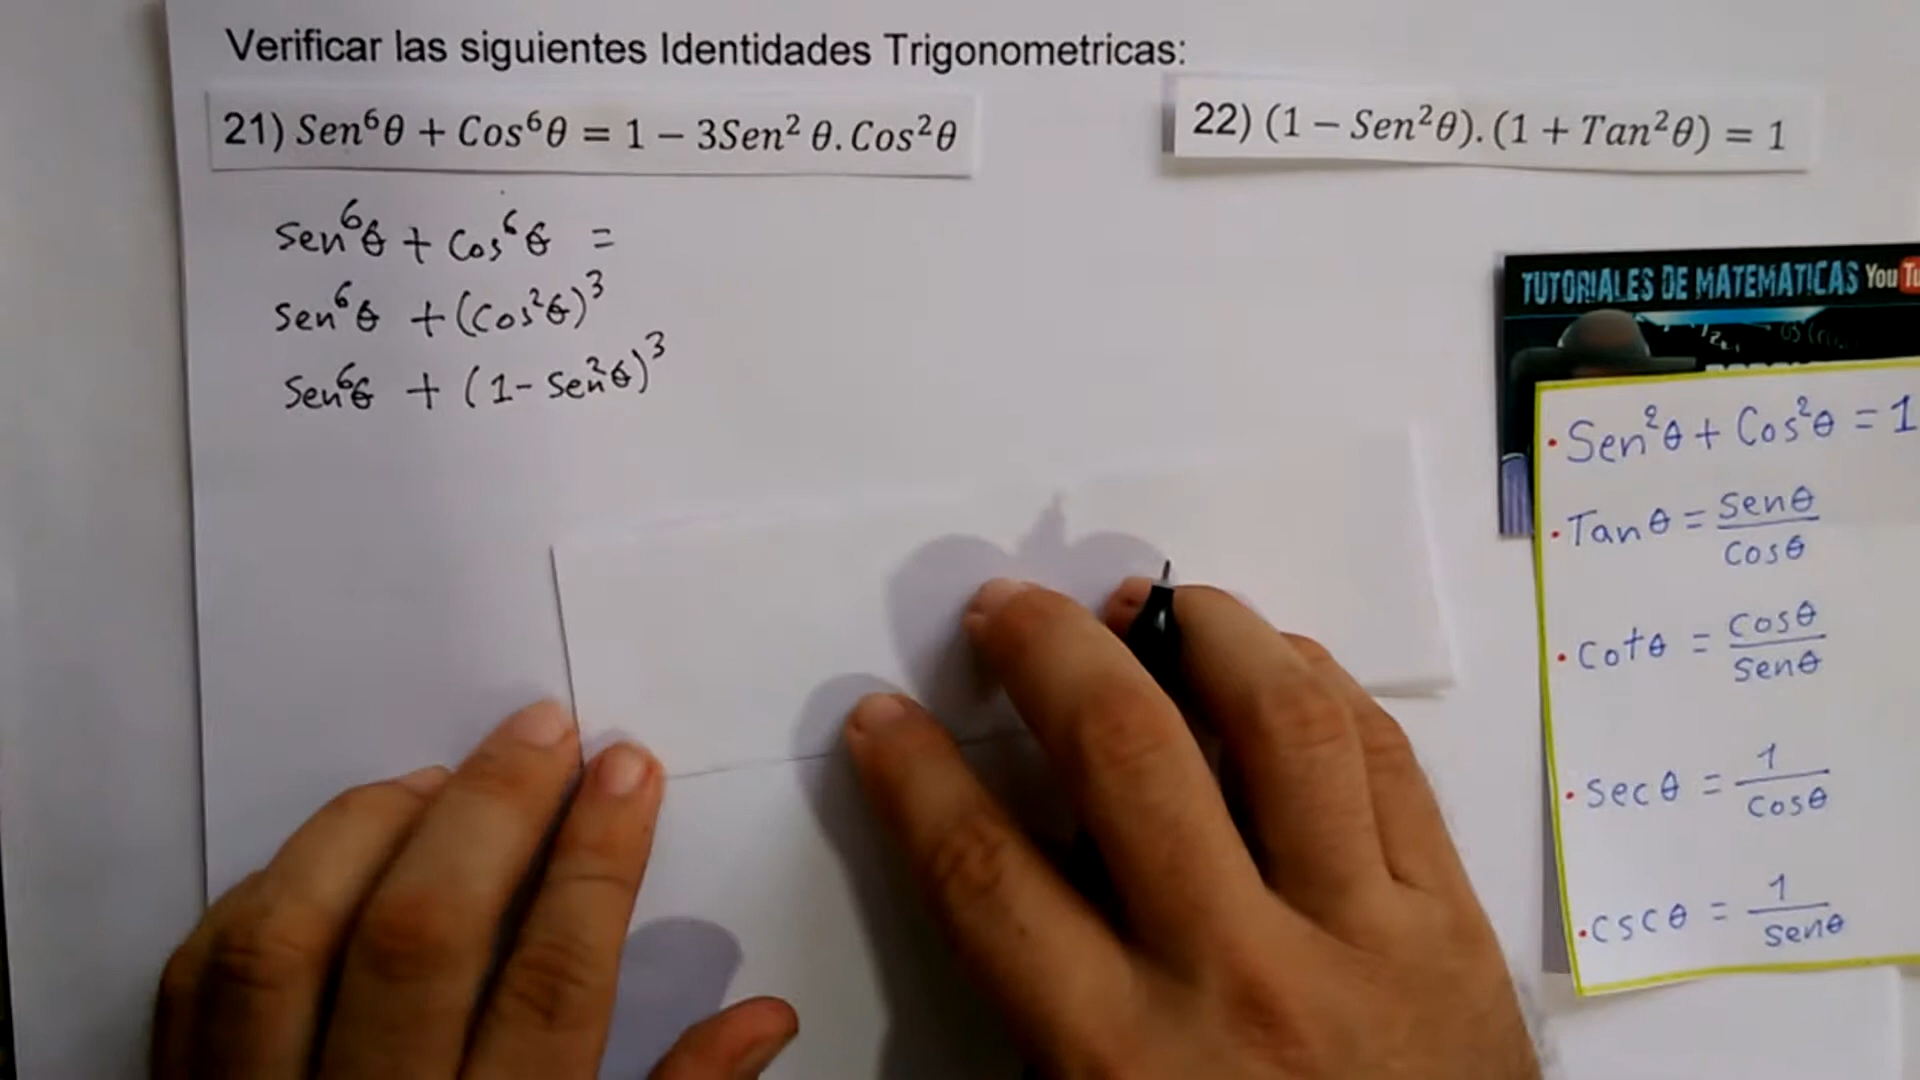 Verificar las siguientes Identidades Trigonometricas:
21) Sen⁶θ + Cos⁶θ = 1 − 3Sen² θ. Cos²θ
22) (1 − Sen²θ). (1 + Tan²θ) = 1
Sen⁶θ + Cos⁶θ =
Sen⁶θ + (Cos²θ)³
Sen⁶θ + (1 - Sen²θ)³
TUTORIALES DE MATEMATICAS You Tu
• Sen²θ + Cos²θ = 1
• Tanθ = senθ / cosθ
• Cotθ = cosθ / senθ
• secθ = 1 / cosθ
• cscθ = 1 / senθ